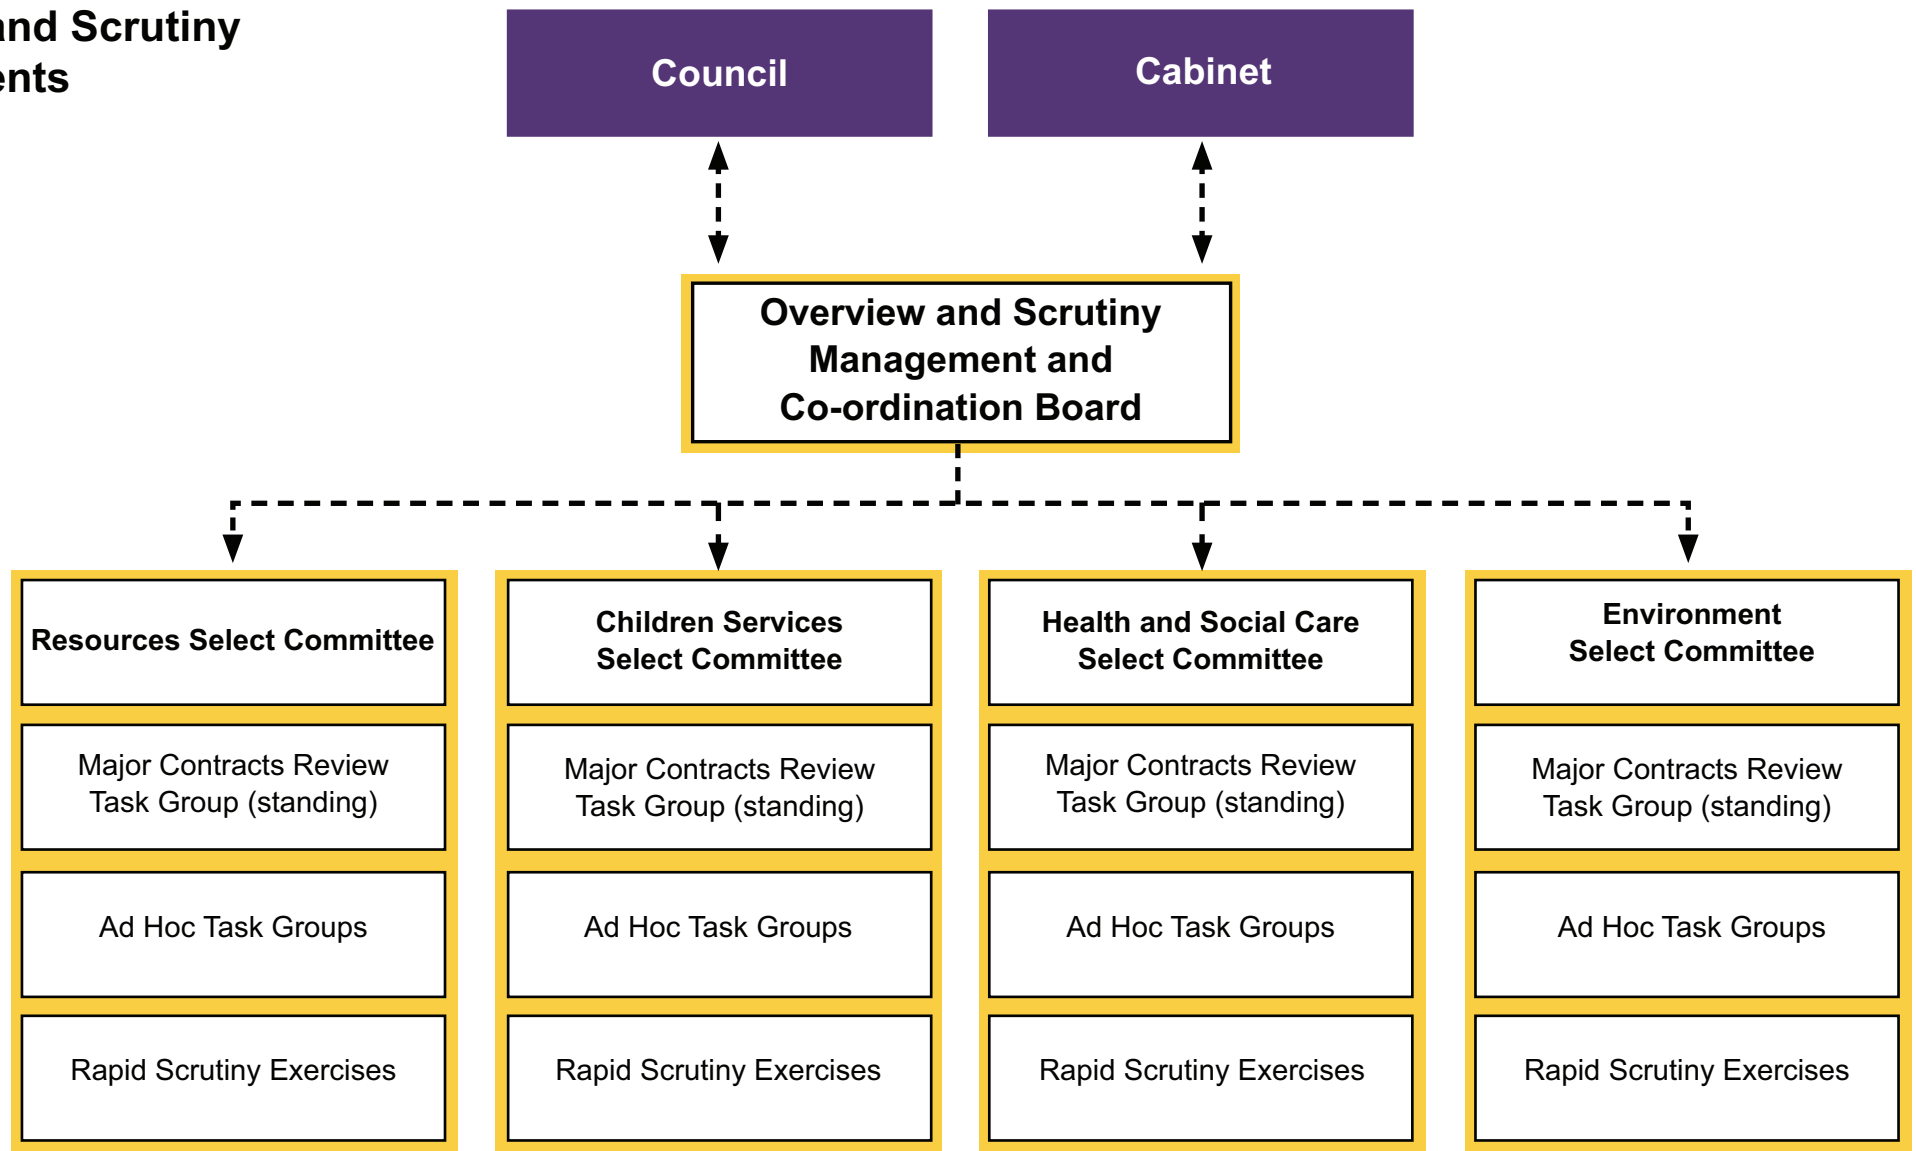 and Scrutiny
ents
Council
Cabinet
Overview and Scrutiny
Management and
Co-ordination Board
Resources Select Committee
Children Services
Select Committee
Health and Social Care
Select Committee
Environment
Select Committee
Major Contracts Review
Task Group (standing)
Major Contracts Review
Task Group (standing)
Major Contracts Review
Task Group (standing)
Major Contracts Review
Task Group (standing)
Ad Hoc Task Groups
Ad Hoc Task Groups
Ad Hoc Task Groups
Ad Hoc Task Groups
Rapid Scrutiny Exercises
Rapid Scrutiny Exercises
Rapid Scrutiny Exercises
Rapid Scrutiny Exercises